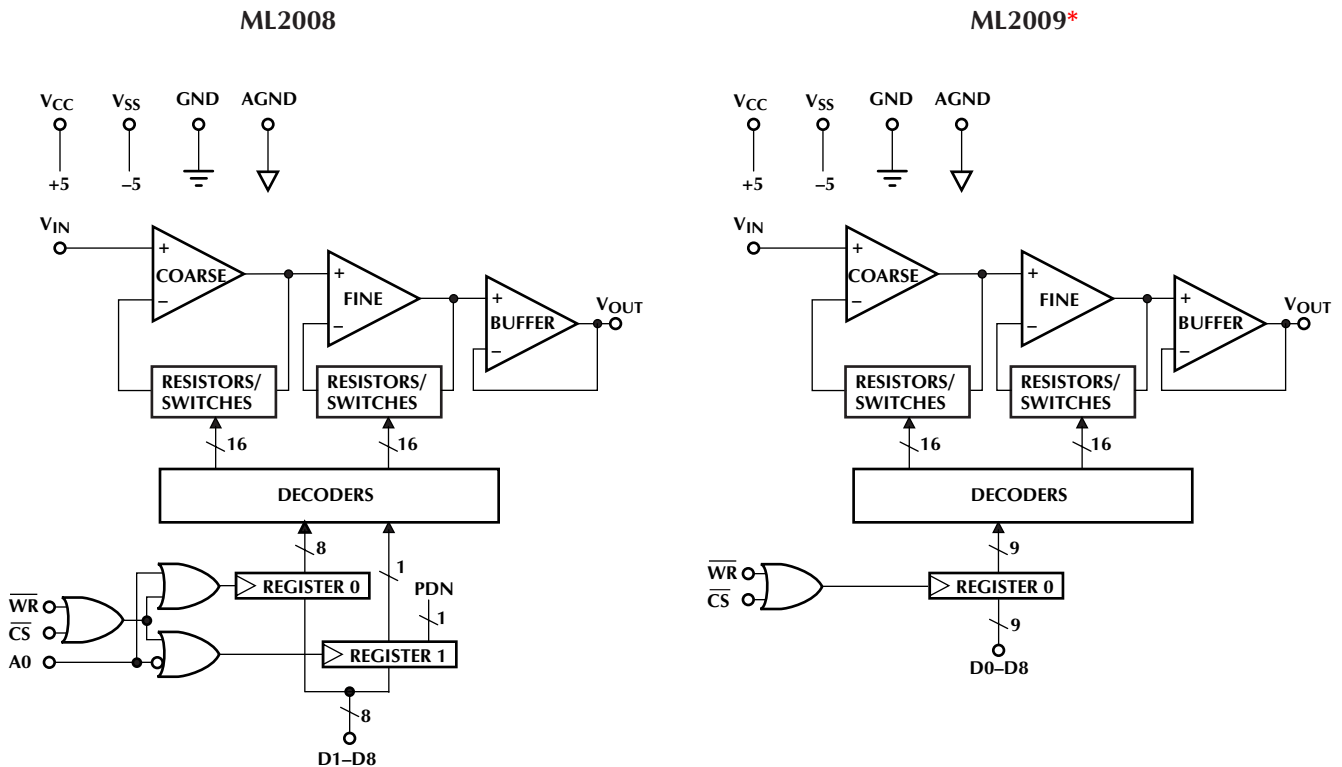 ML2008
VCC
VSS
GND
AGND
+5
–5
VIN
+
COARSE
–
+
FINE
–
+
BUFFER
–
VOUT
RESISTORS/
SWITCHES
RESISTORS/
SWITCHES
16
16
DECODERS
8
1
PDN
1
WR
CS
A0
REGISTER 0
REGISTER 1
8
D1–D8
ML2009*
VCC
VSS
GND
AGND
+5
–5
VIN
+
COARSE
–
+
FINE
–
+
BUFFER
–
VOUT
RESISTORS/
SWITCHES
RESISTORS/
SWITCHES
16
16
DECODERS
9
WR
CS
REGISTER 0
9
D0–D8